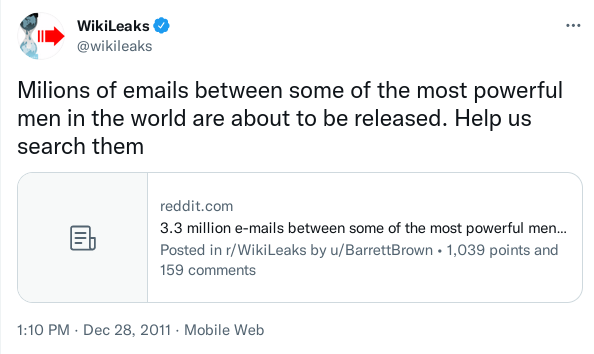 WikiLeaks
@wikileaks
Milions of emails between some of the most powerful
men in the world are about to be released. Help us
search them
reddit.com
3.3 million e-mails between some of the most powerful men...
Posted in r/WikiLeaks by u/BarrettBrown • 1,039 points and
159 comments
1:10 PM · Dec 28, 2011 · Mobile Web